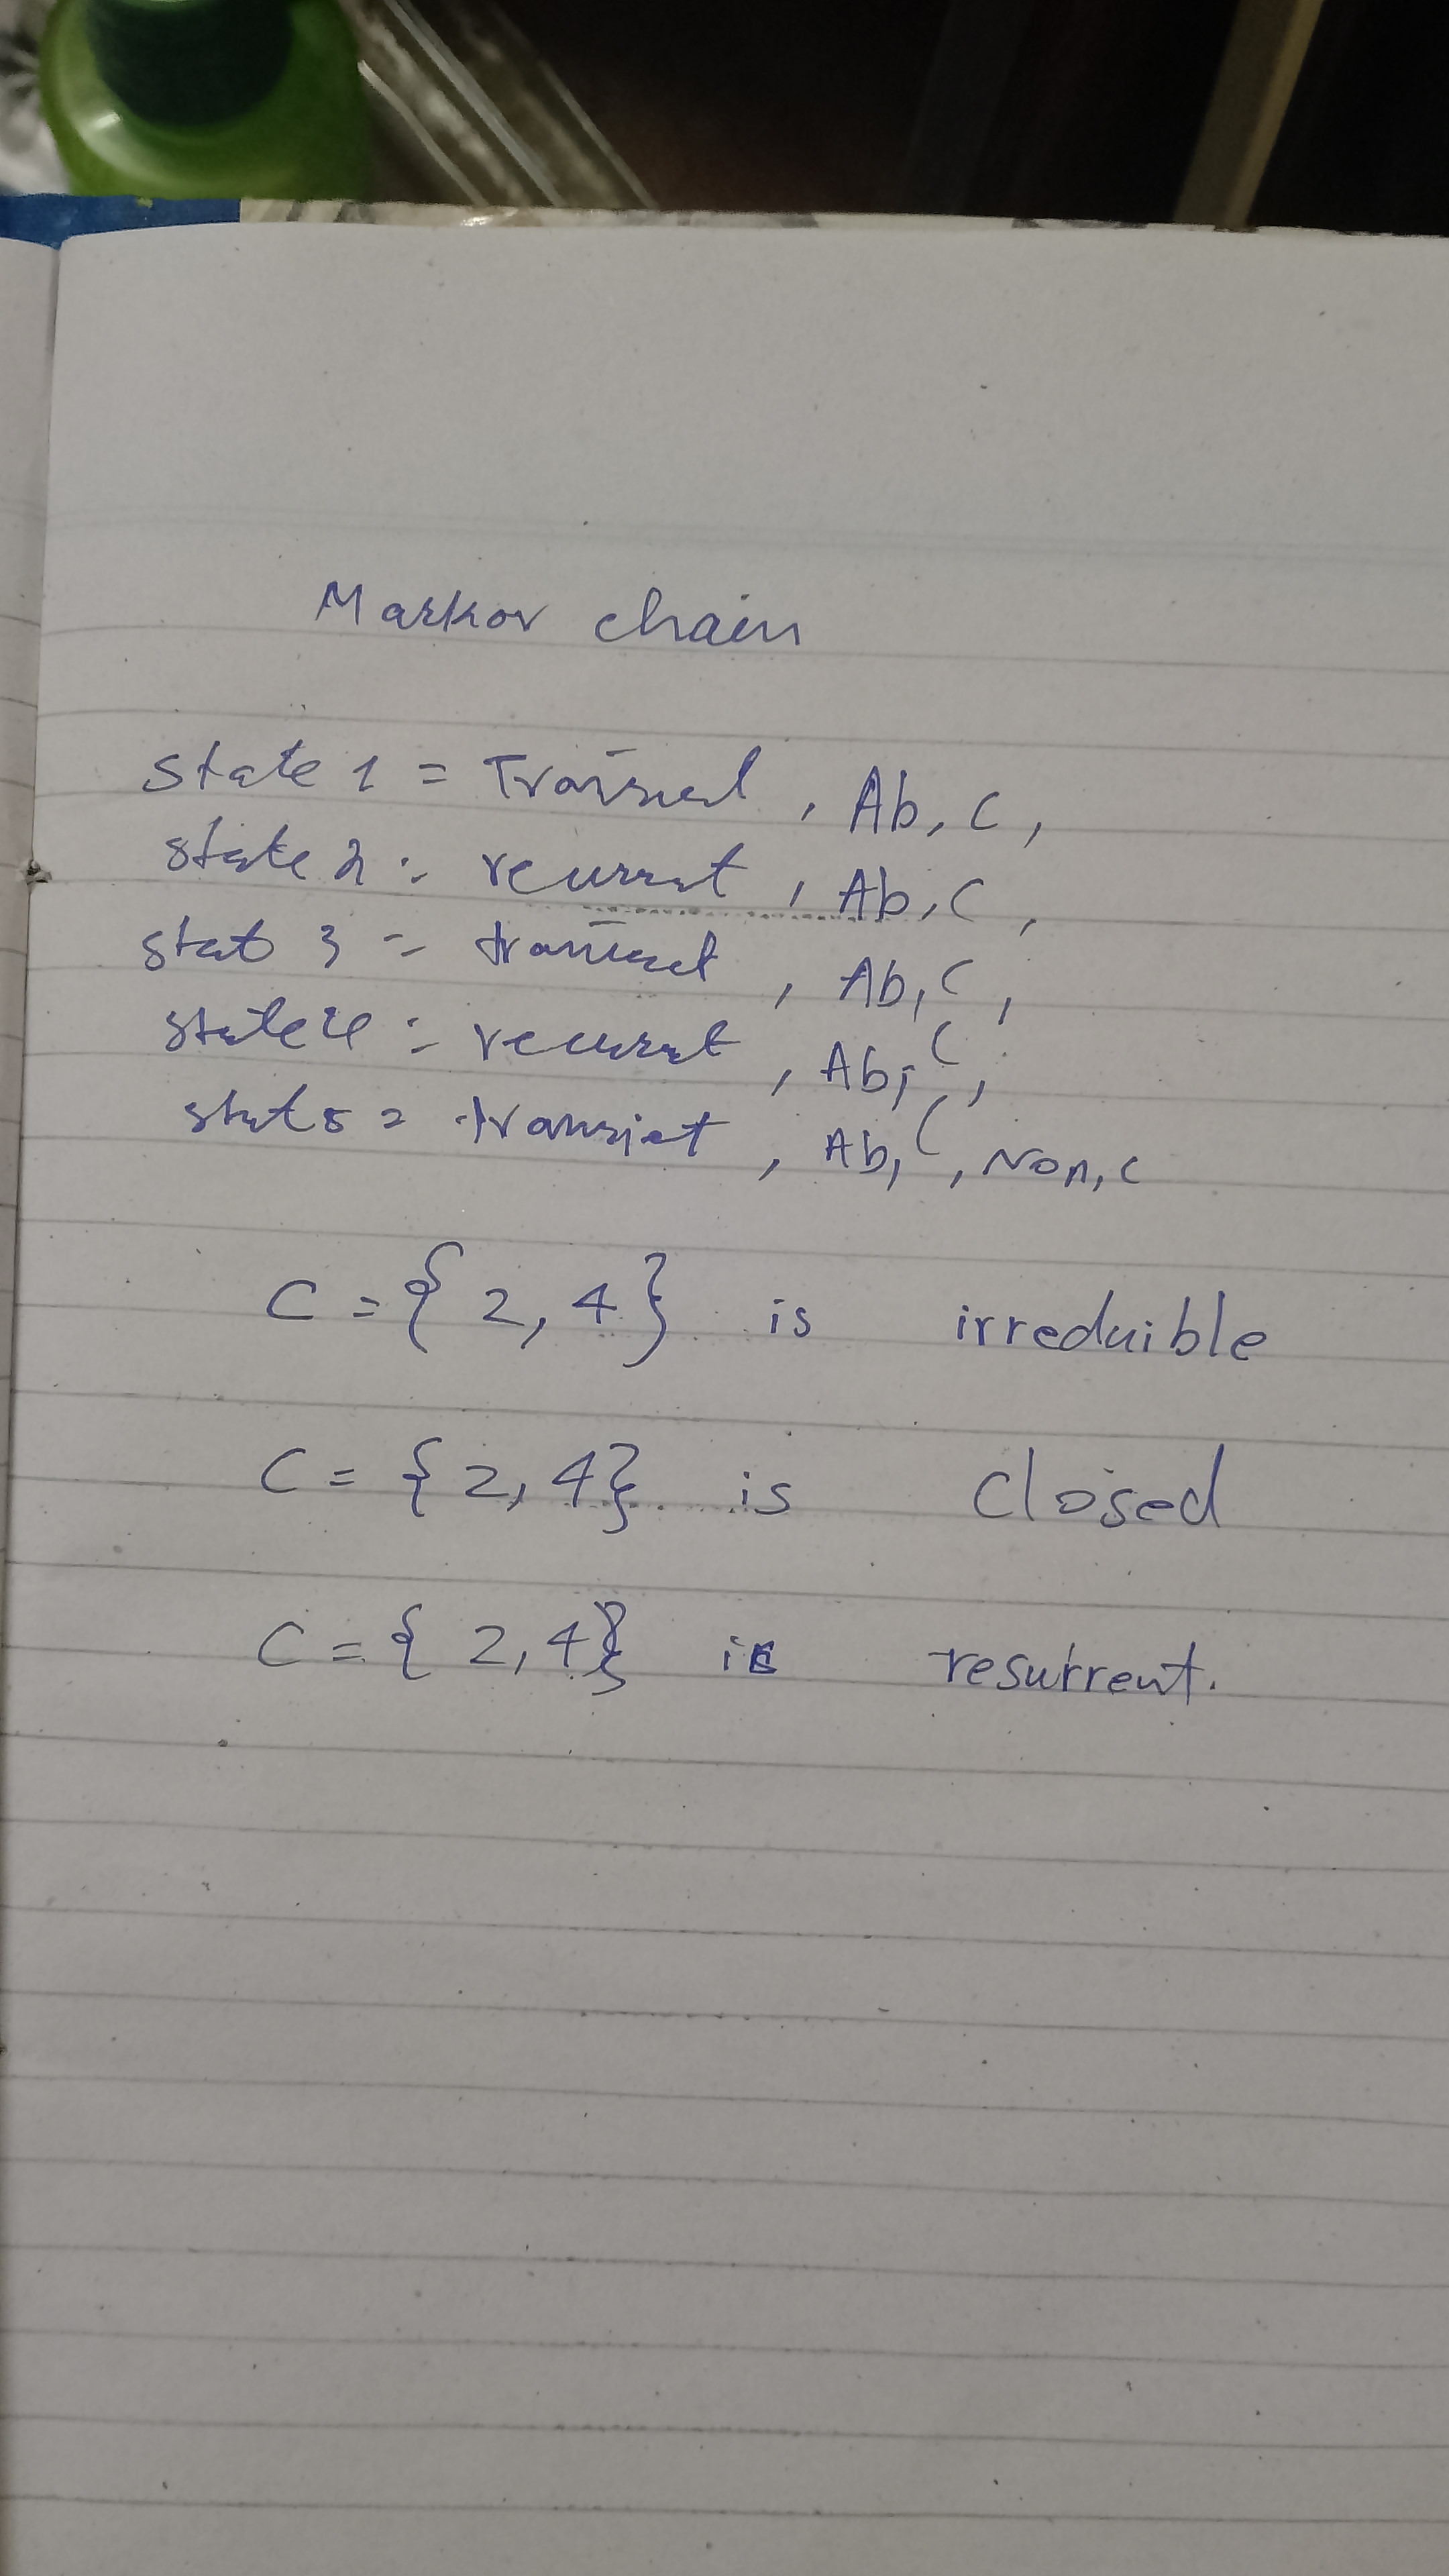 Markov chain
state 1 = Transient, Ab, C,
state 2 = recurrent, Ab, C,
stat 3 = transient, Ab, C,
state 4 = recurrent, Ab, C,
stat 5 = transiet, Ab, C, Non, C
C = { 2, 4 } is irreduible
C = { 2, 4 } is Closed
C = { 2, 4 } is resurrent.